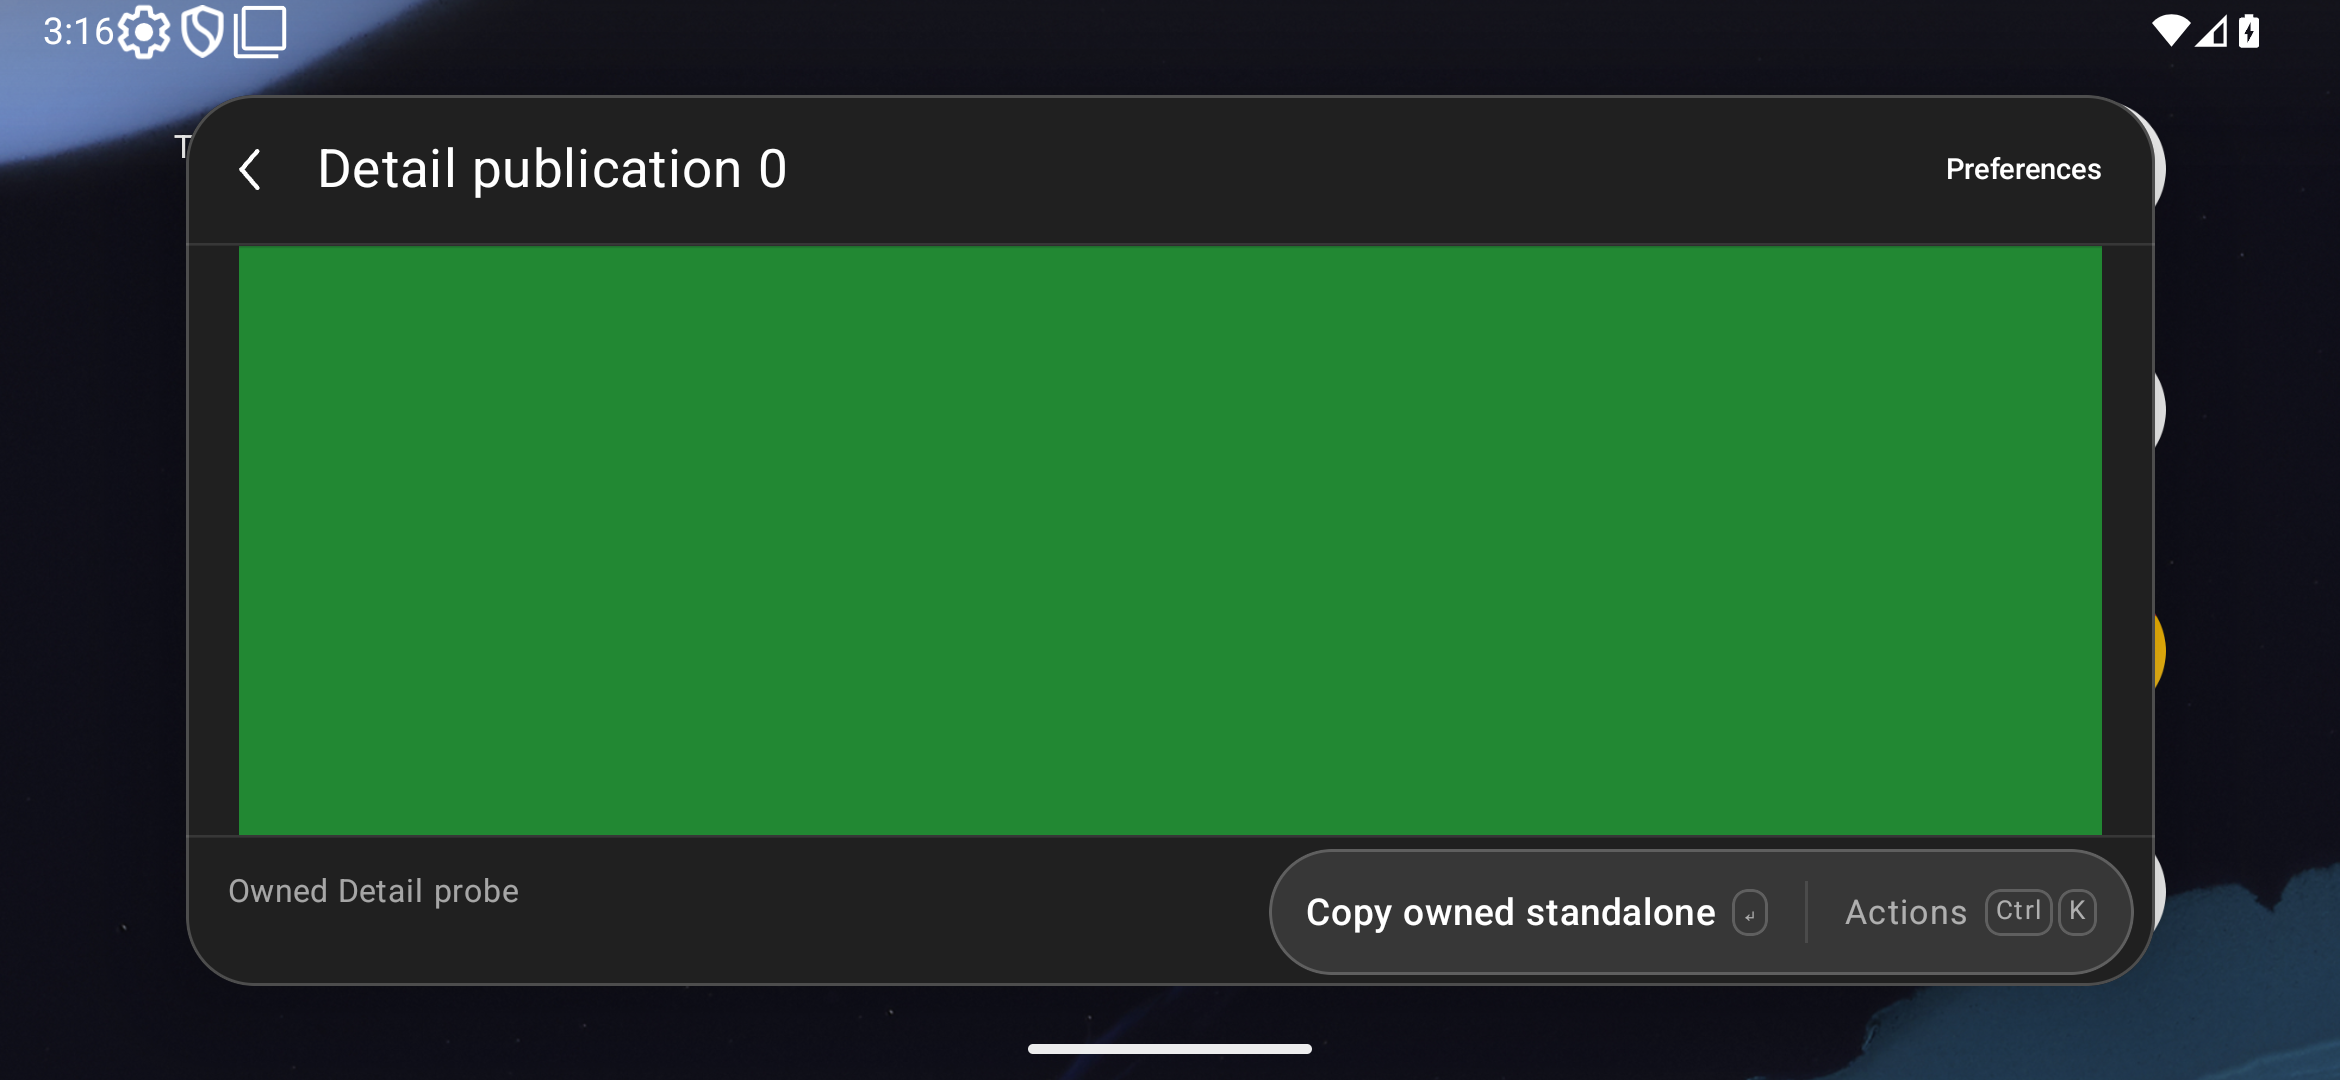 3:16
T
Detail publication 0
Preferences
Owned Detail probe
Copy owned standalone
Actions Ctrl K